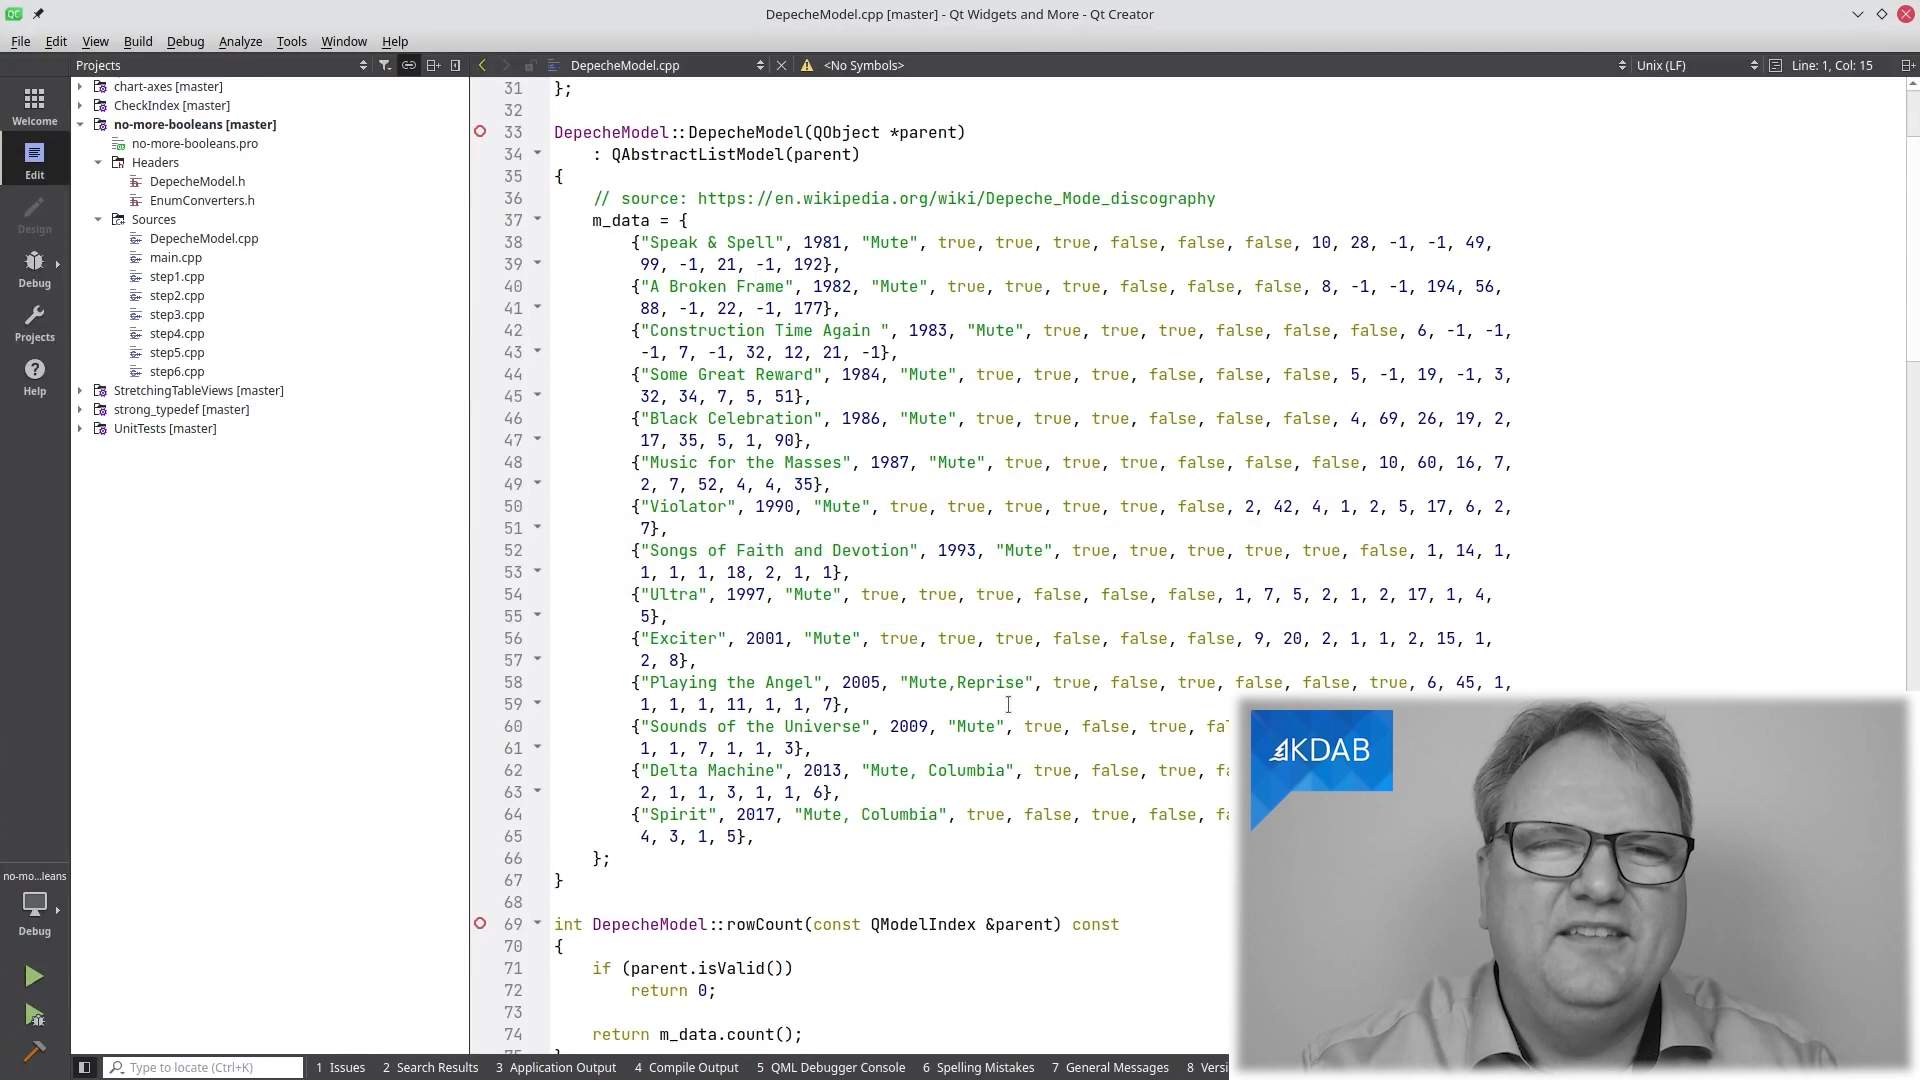 DepecheModel.cpp [master] - Qt Widgets and More - Qt Creator
File Edit View Build Debug Analyze Tools Window Help
Projects
DepecheModel.cpp
<No Symbols>
Unix (LF)
Line: 1, Col: 15
Welcome
Edit
Design
Debug
Projects
Help
no-mo...leans
Debug
chart-axes [master]
CheckIndex [master]
no-more-booleans [master]
no-more-booleans.pro
Headers
DepecheModel.h
EnumConverters.h
Sources
DepecheModel.cpp
main.cpp
step1.cpp
step2.cpp
step3.cpp
step4.cpp
step5.cpp
step6.cpp
StretchingTableViews [master]
strong_typedef [master]
UnitTests [master]
31 };
32
33 DepecheModel::DepecheModel(QObject *parent)
34 : QAbstractListModel(parent)
35 {
36 // source: https://en.wikipedia.org/wiki/Depeche_Mode_discography
37 m_data = {
38 {"Speak & Spell", 1981, "Mute", true, true, true, false, false, false, 10, 28, -1, -1, 49,
39 99, -1, 21, -1, 192},
40 {"A Broken Frame", 1982, "Mute", true, true, true, false, false, false, 8, -1, -1, 194, 56,
41 88, -1, 22, -1, 177},
42 {"Construction Time Again ", 1983, "Mute", true, true, true, false, false, false, 6, -1, -1,
43 -1, 7, -1, 32, 12, 21, -1},
44 {"Some Great Reward", 1984, "Mute", true, true, true, false, false, false, 5, -1, 19, -1, 3,
45 32, 34, 7, 5, 51},
46 {"Black Celebration", 1986, "Mute", true, true, true, false, false, false, 4, 69, 26, 19, 2,
47 17, 35, 5, 1, 90},
48 {"Music for the Masses", 1987, "Mute", true, true, true, false, false, false, 10, 60, 16, 7,
49 2, 7, 52, 4, 4, 35},
50 {"Violator", 1990, "Mute", true, true, true, true, true, false, 2, 42, 4, 1, 2, 5, 17, 6, 2,
51 7},
52 {"Songs of Faith and Devotion", 1993, "Mute", true, true, true, true, true, false, 1, 14, 1,
53 1, 1, 1, 18, 2, 1, 1},
54 {"Ultra", 1997, "Mute", true, true, true, false, false, false, 1, 7, 5, 2, 1, 2, 17, 1, 4,
55 5},
56 {"Exciter", 2001, "Mute", true, true, true, false, false, false, 9, 20, 2, 1, 1, 2, 15, 1,
57 2, 8},
58 {"Playing the Angel", 2005, "Mute,Reprise", true, false, true, false, false, true, 6, 45, 1,
59 1, 1, 1, 11, 1, 1, 7},
60 {"Sounds of the Universe", 2009, "Mute", true, false, true, fal
61 1, 1, 7, 1, 1, 3},
62 {"Delta Machine", 2013, "Mute, Columbia", true, false, true, fa
63 2, 1, 1, 3, 1, 1, 6},
64 {"Spirit", 2017, "Mute, Columbia", true, false, true, false, fa
65 4, 3, 1, 5},
66 };
67 }
68
69 int DepecheModel::rowCount(const QModelIndex &parent) const
70 {
71 if (parent.isValid())
72 return 0;
73
74 return m_data.count();
KDAB
Type to locate (Ctrl+K)
1 Issues 2 Search Results 3 Application Output 4 Compile Output 5 QML Debugger Console 6 Spelling Mistakes 7 General Messages 8 Versi